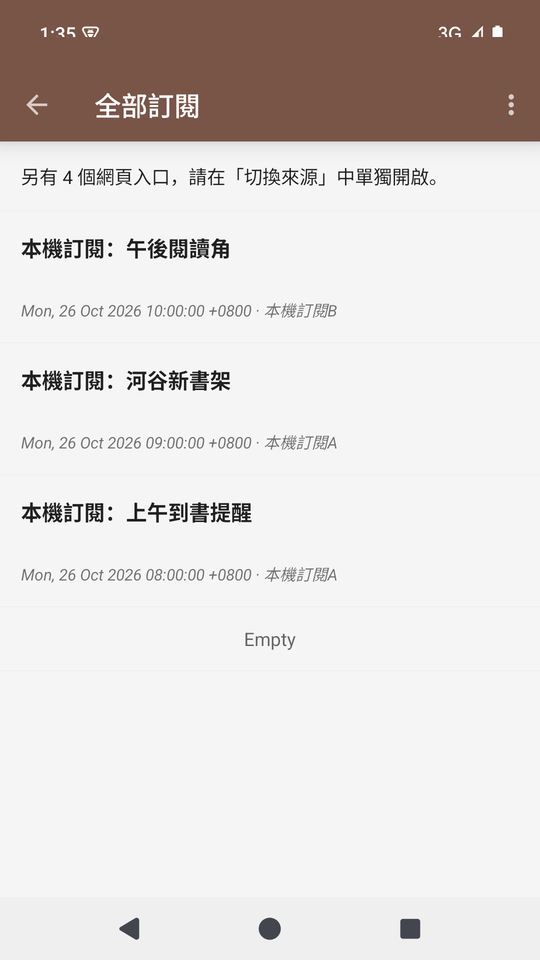 1:35
3G
全部訂閱
另有 4 個網頁入口，請在「切換來源」中單獨開啟。
本機訂閱：午後閱讀角
Mon, 26 Oct 2026 10:00:00 +0800 · 本機訂閱B
本機訂閱：河谷新書架
Mon, 26 Oct 2026 09:00:00 +0800 · 本機訂閱A
本機訂閱：上午到書提醒
Mon, 26 Oct 2026 08:00:00 +0800 · 本機訂閱A
Empty